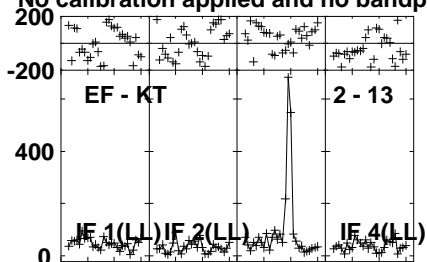 No calibration applied and no bandp
200
-200
EF - KT 2 - 13
400
IF 1(LL) IF 2(LL) IF 4(LL)
0